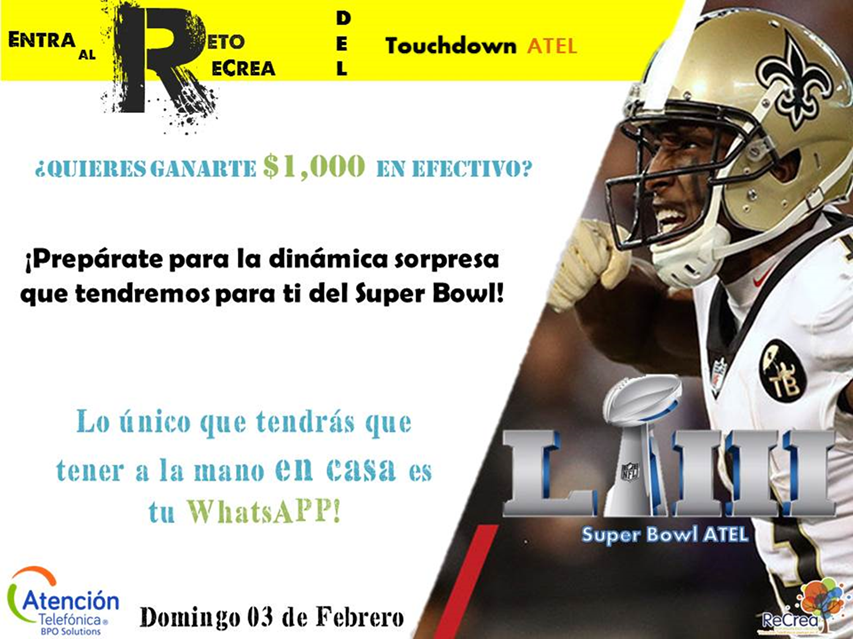 ENTRA AL RETO RECREA DEL Touchdown ATEL
¿QUIERES GANARTE $1,000 EN EFECTIVO?
¡Prepárate para la dinámica sorpresa
que tendremos para ti del Super Bowl!
Lo único que tendrás que
tener a la mano en casa es
tu WhatsAPP!
TB
NFL
LIII
Super Bowl ATEL
Atención
Telefónica®
BPO Solutions
Domingo 03 de Febrero
ReCrea